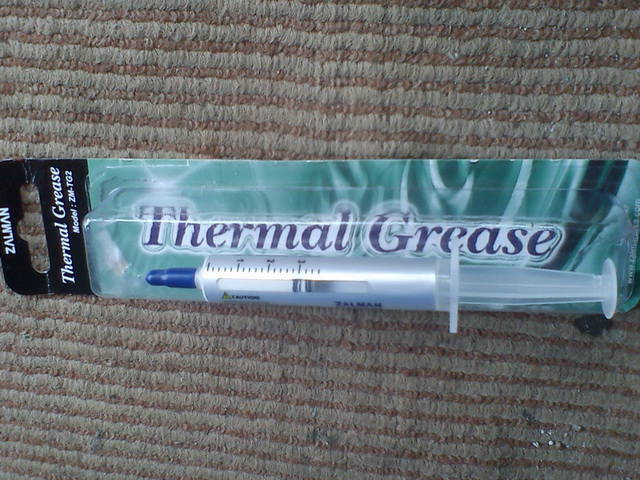 ZALMAN
Thermal Grease
Model : ZM-TG2
Thermal Grease
CAUTION!
ZALMAN